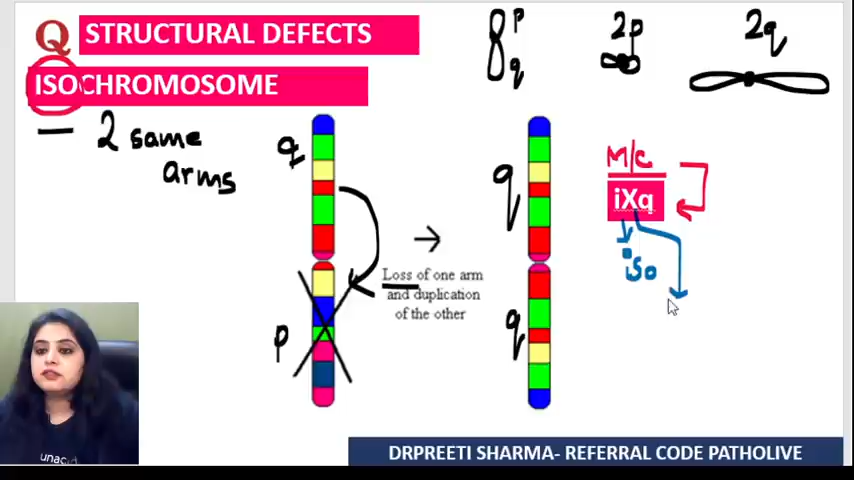 Q STRUCTURAL DEFECTS
ISOCHROMOSOME
— 2 same
arms
q
p
Loss of one arm
and duplication
of the other
q
q
p
q
2p
2q
M/C
iXq
iso
unac
DRPREETI SHARMA- REFERRAL CODE PATHOLIVE